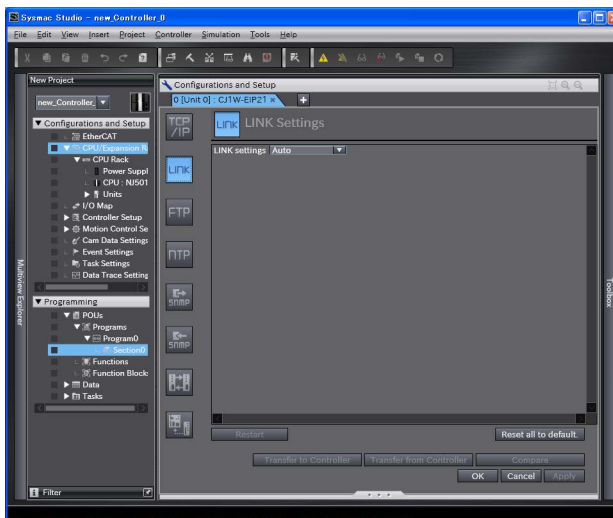 Sysmac Studio - new_Controller_0
File Edit View Insert Project Controller Simulation Tools Help
New Project
new_Controller_
Configurations and Setup
EtherCAT
CPU/Expansion R
CPU Rack
Power Suppl
CPU : NJ501
Units
I/O Map
Controller Setup
Motion Control Se
Cam Data Settings
Event Settings
Task Settings
Data Trace Setting
Programming
POUs
Programs
Program0
Section0
Functions
Function Block
Data
Tasks
Filter
Multiview Explorer
Configurations and Setup
0 [Unit 0] : CJ1W-EIP21
TCP/IP
LINK
FTP
NTP
SNMP
SNMP
LINK LINK Settings
LINK settings Auto
Restart
Reset all to default.
Transfer to Controller Transfer from Controller Compare
OK Cancel Apply
Toolbox